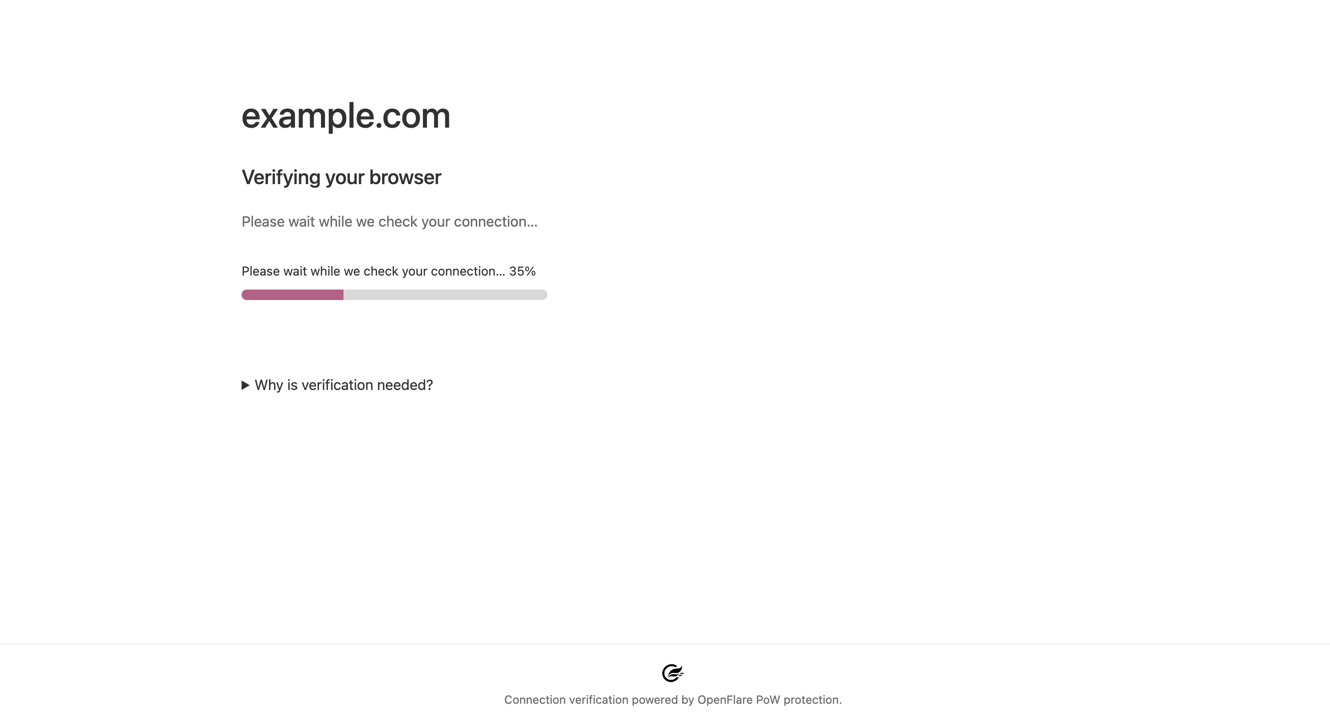 example.com
Verifying your browser
Please wait while we check your connection...
Please wait while we check your connection... 35%
Why is verification needed?
Connection verification powered by OpenFlare PoW protection.